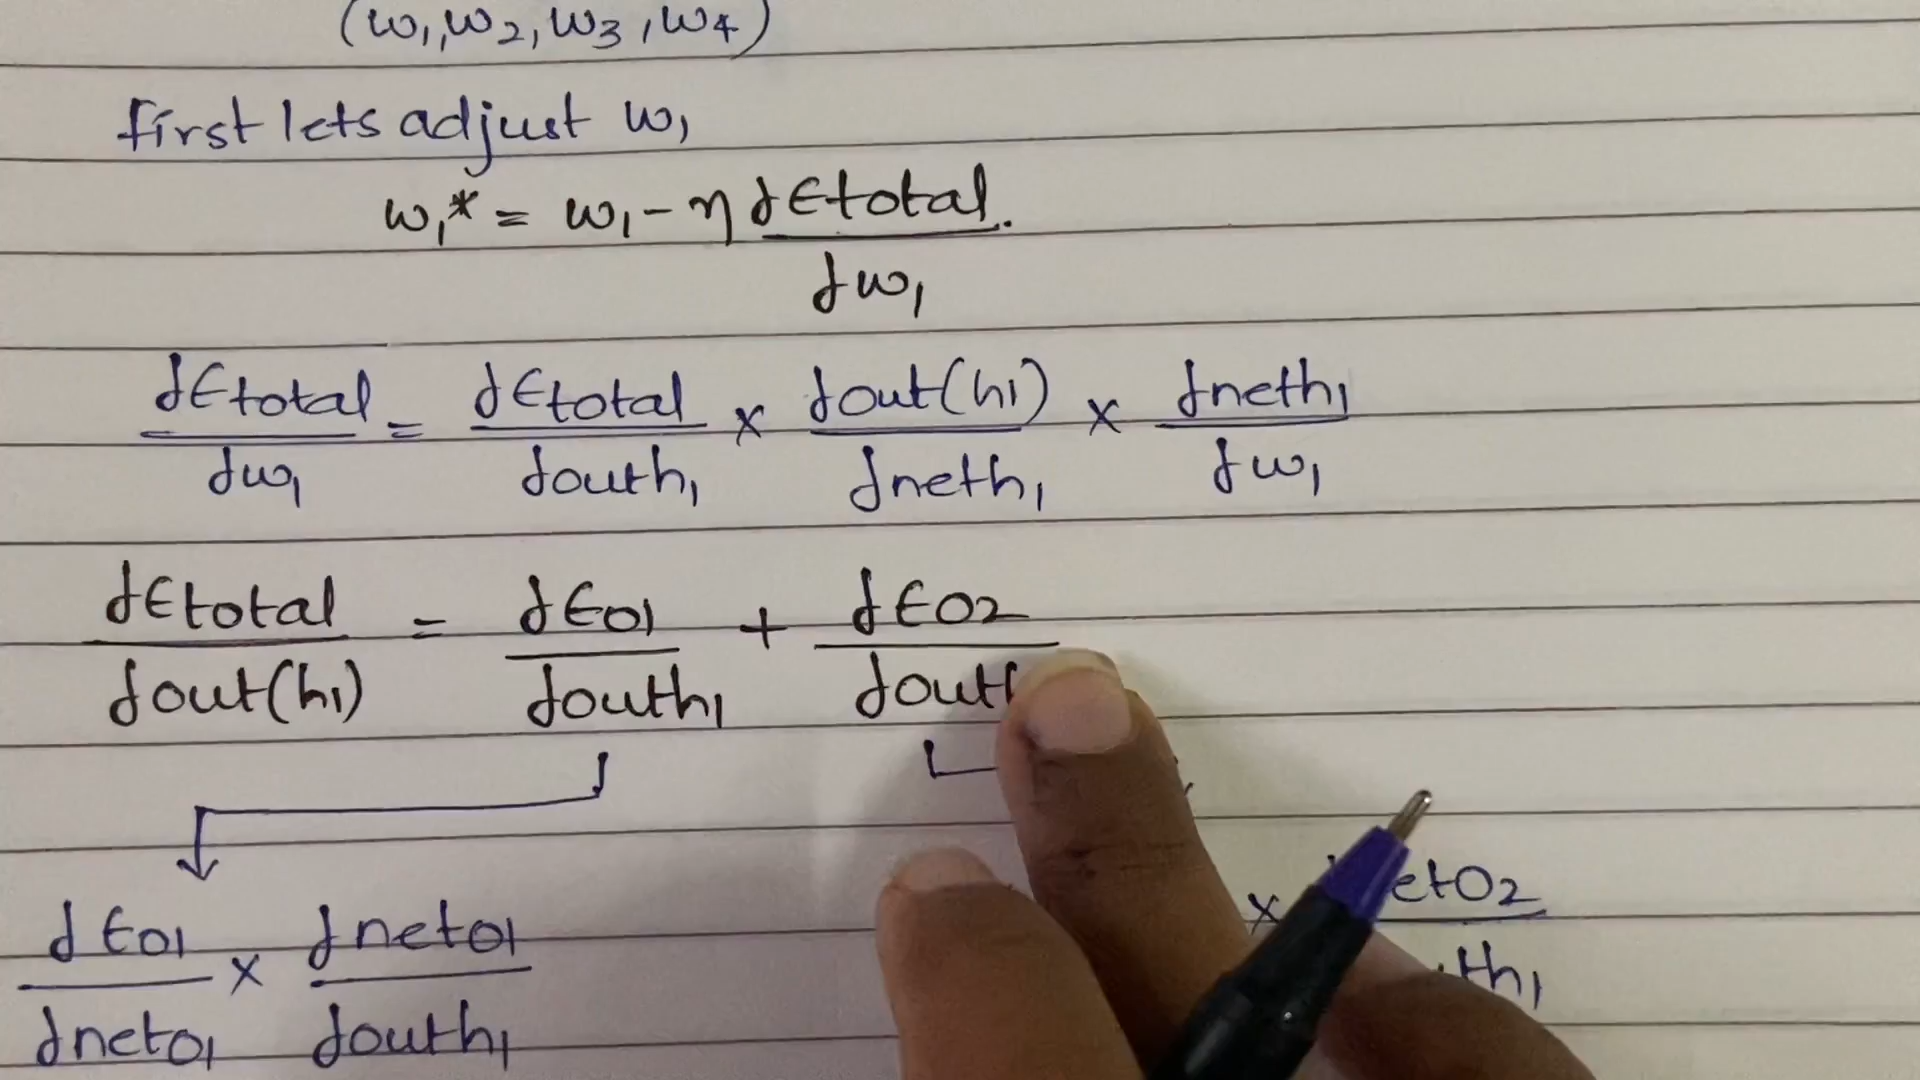 (w1, w2, w3, w4)
first lets adjust w1
w1* = w1 - η ∂Etotal / ∂w1
∂Etotal / ∂w1 = ∂Etotal / ∂outh1 × ∂out(h1) / ∂neth1 × ∂neth1 / ∂w1
∂Etotal / ∂out(h1) = ∂EO1 / ∂outh1 + ∂EO2 /
∂EO1 / ∂netO1 × ∂netO1 / ∂outh1 ×